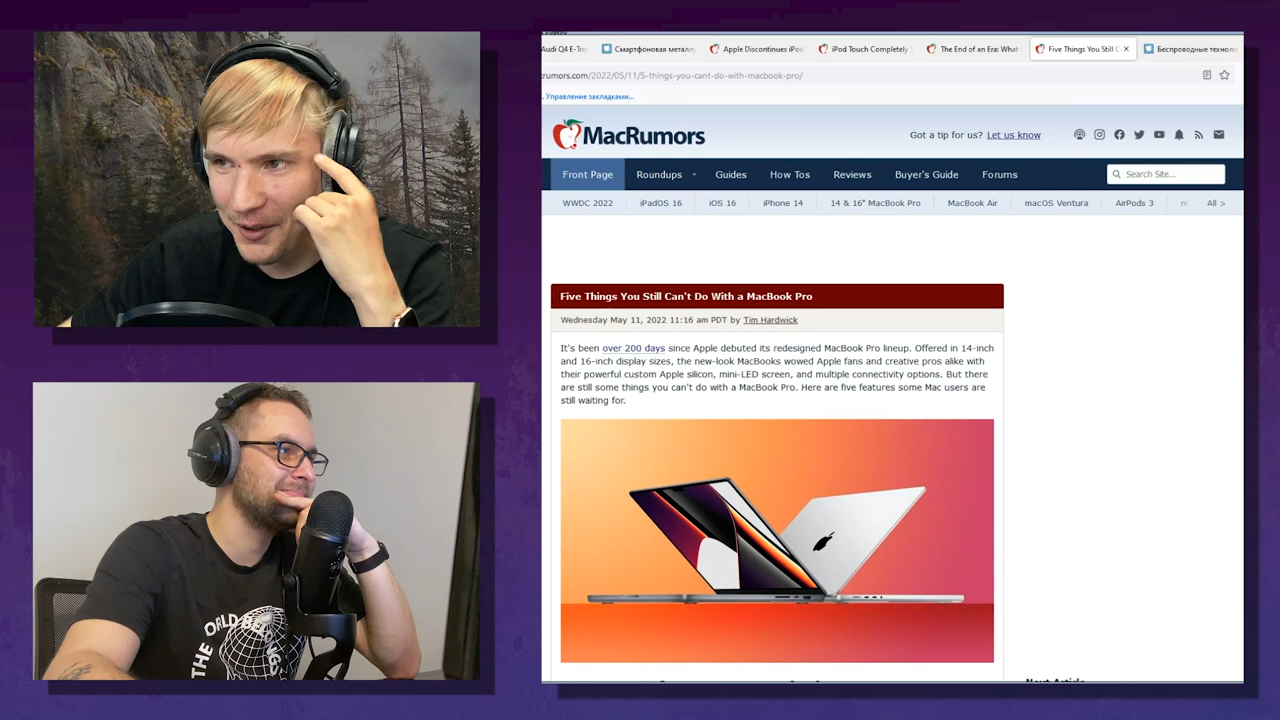 Audi Q4 E-Tro
Смартфоновая металл
Apple Discontinues iPod
iPod Touch Completely S
The End of an Era: What
Five Things You Still C
Беспроводные технол
crumors.com/2022/05/11/5-things-you-cant-do-with-macbook-pro/
Управление закладками...
MacRumors
Got a tip for us? Let us know
Front Page Roundups Guides How Tos Reviews Buyer's Guide Forums Search Site...
WWDC 2022 iPadOS 16 iOS 16 iPhone 14 14 & 16" MacBook Pro MacBook Air macOS Ventura AirPods 3 All >
Five Things You Still Can't Do With a MacBook Pro
Wednesday May 11, 2022 11:16 am PDT by Tim Hardwick
It's been over 200 days since Apple debuted its redesigned MacBook Pro lineup. Offered in 14-inch
and 16-inch display sizes, the new-look MacBooks wowed Apple fans and creative pros alike with
their powerful custom Apple silicon, mini-LED screen, and multiple connectivity options. But there
are still some things you can't do with a MacBook Pro. Here are five features some Mac users are
still waiting for.
Next Article
THE WORLD BELONGS